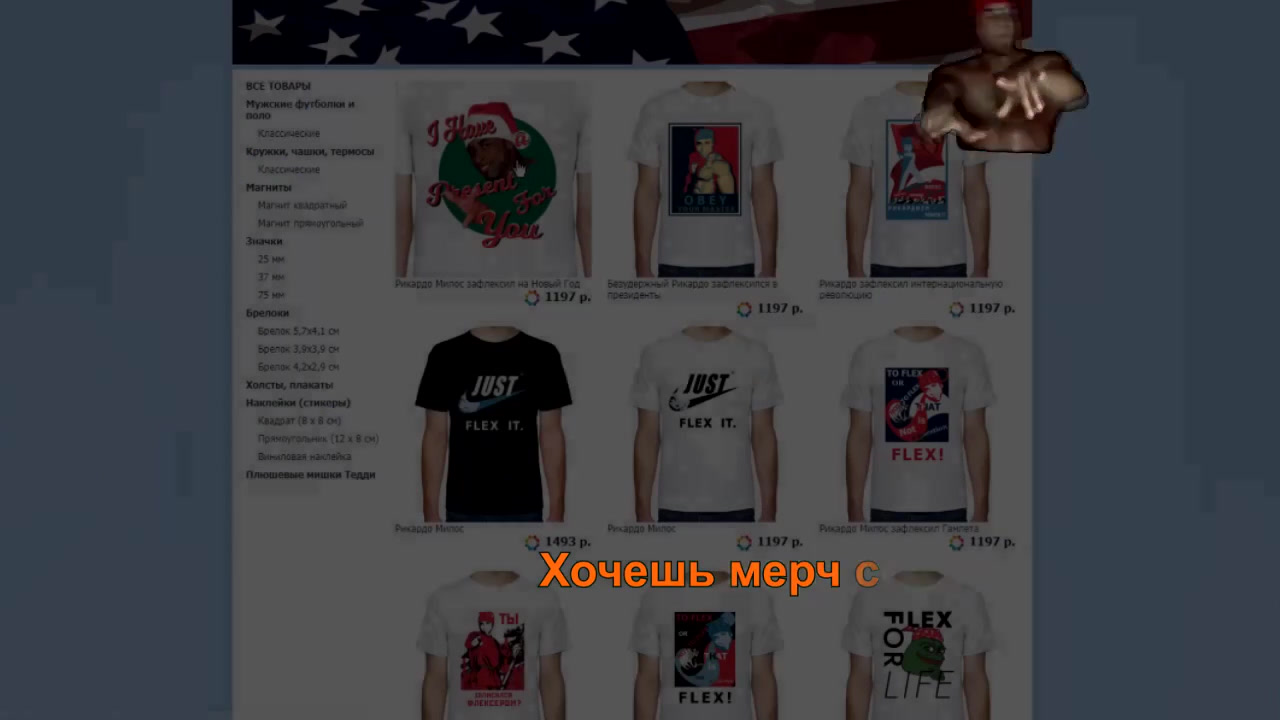 ВСЕ ТОВАРЫ
Мужские футболки и
поло
Классические
Кружки, чашки, термосы
Классические
Магниты
Магнит квадратный
Магнит прямоугольный
Значки
25 мм
37 мм
75 мм
Брелоки
Брелок 5,7x4,1 см
Брелок 3,9x3,9 см
Брелок 4,2x2,9 см
Холсты, плакаты
Наклейки (стикеры)
Квадрат (8 x 8 см)
Прямоугольник (12 x 8 см)
Виниловая наклейка
Плюшевые мишки Тедди
I Have a
Present For
You
OBEY
Рикардо Милос зафлексил на Новый Год
1197 р.
Безудержный Рикардо зафлексился в
президенты
1197 р.
Рикардо зафлексил интернациональную
революцию
1197 р.
JUST
FLEX IT.
JUST
FLEX IT.
TO FLEX
OR
Not
FLEX!
Рикардо Милос
1493 р.
Рикардо Милос
1197 р.
Рикардо Милос зафлексил Гамлета
1197 р.
Хочешь мерч с
ТЫ
ЗАПИСАЛСЯ
ФЛЕКСЕРОМ?
TO FLEX
OR
FLEX!
FLEX
FOR
LIFE